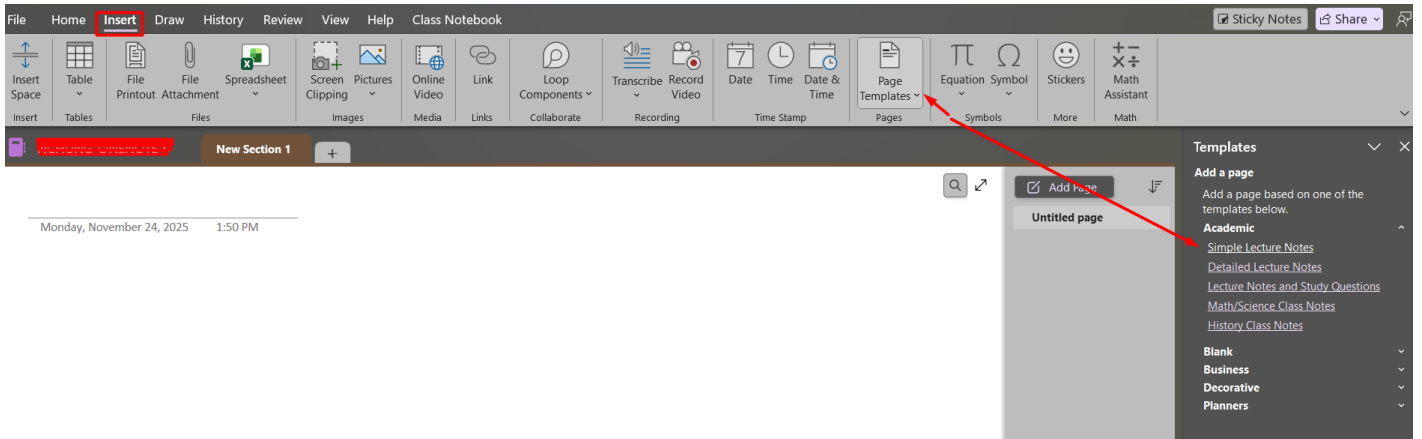 File Home Insert Draw History Review View Help Class Notebook Sticky Notes Share
Insert Space
Table
File Printout
File Attachment
Spreadsheet
Screen Clipping
Pictures
Online Video
Link
Loop Components
Transcribe
Record Video
Date
Time
Date & Time
Page Templates
Equation
Symbol
Stickers
Math Assistant
Insert Tables Files Images Media Links Collaborate Recording Time Stamp Pages Symbols More Math
New Section 1
Monday, November 24, 2025 1:50 PM
Add Page
Untitled page
Templates
Add a page
Add a page based on one of the
templates below.
Academic
Simple Lecture Notes
Detailed Lecture Notes
Lecture Notes and Study Questions
Math/Science Class Notes
History Class Notes
Blank
Business
Decorative
Planners